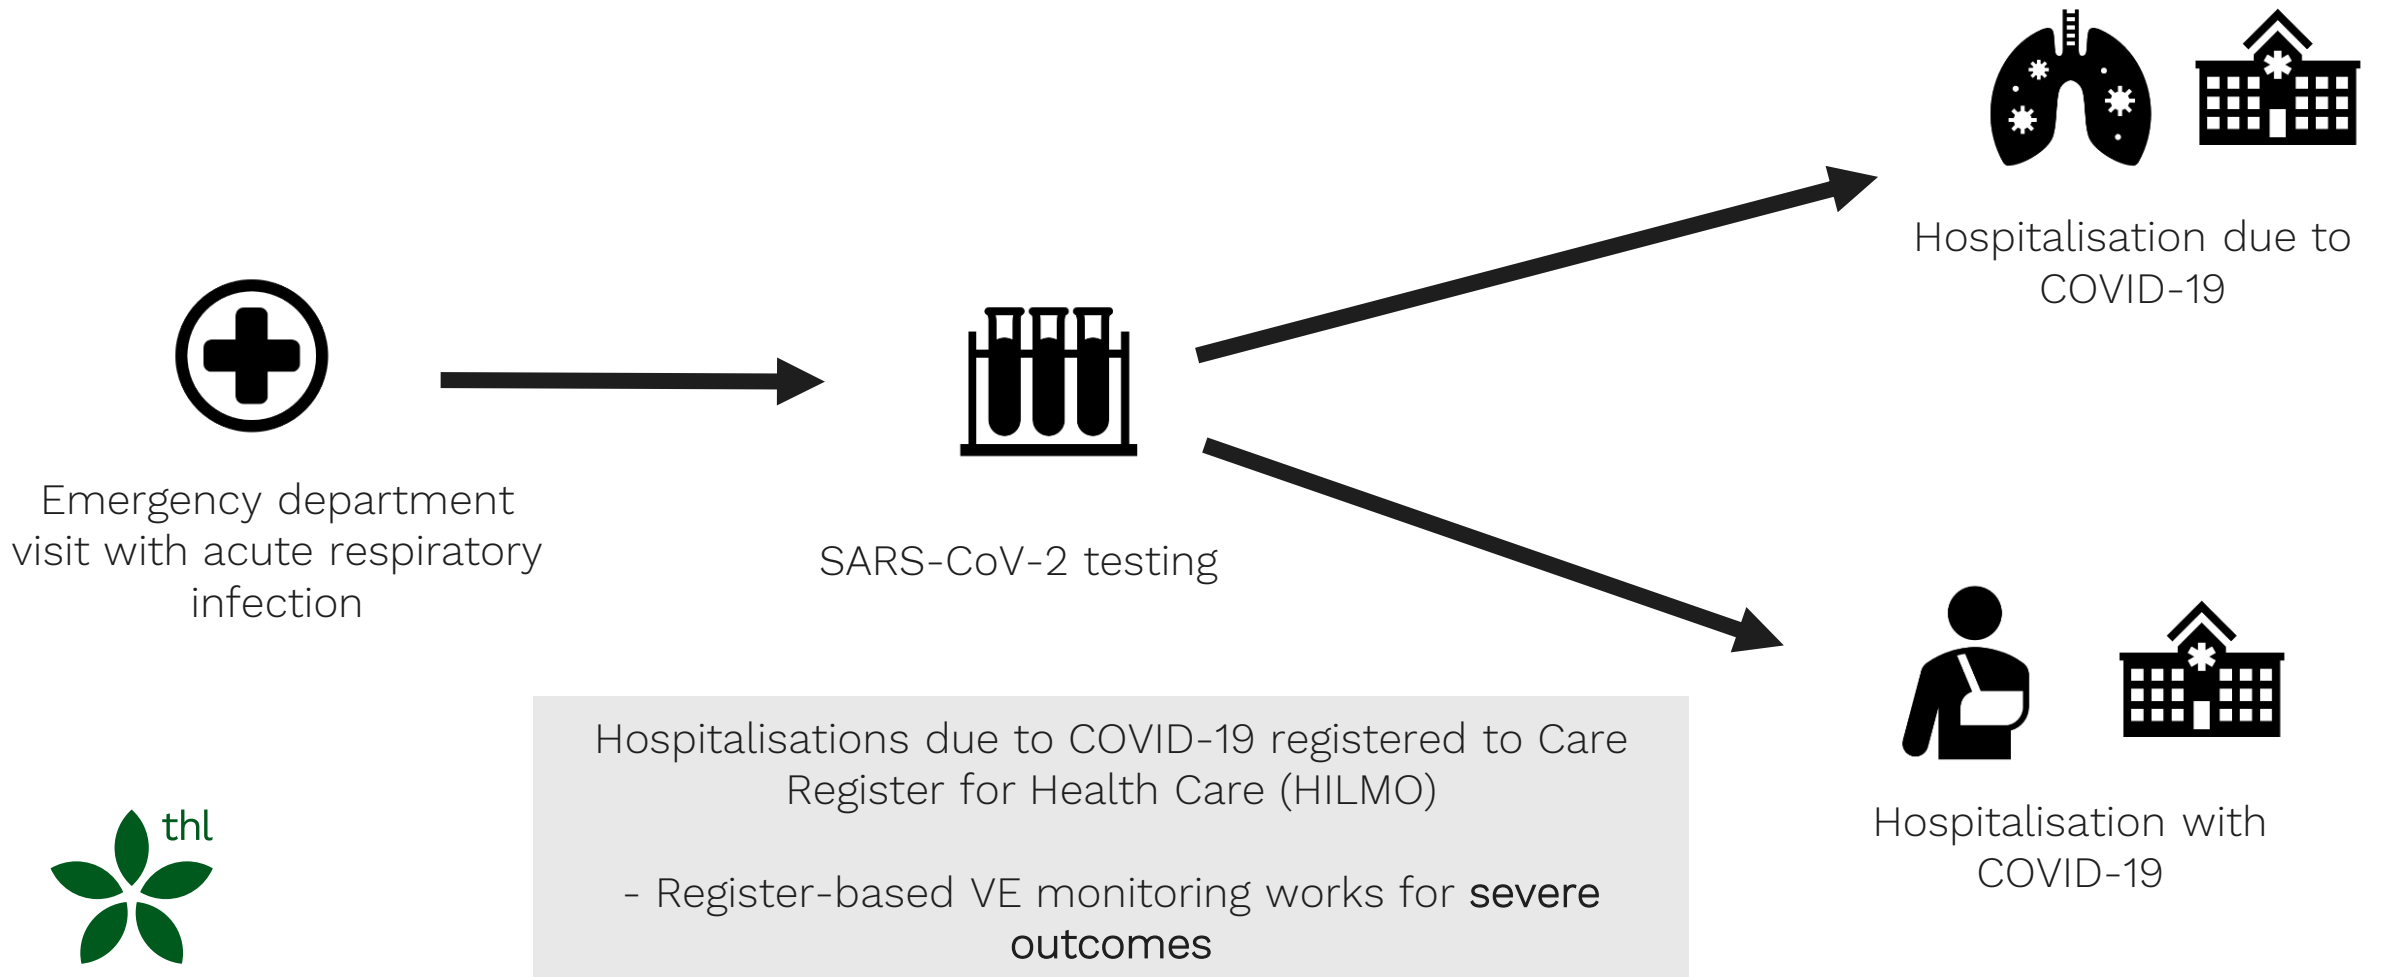 Hospitalisation due to
COVID-19
Emergency department
visit with acute respiratory
infection
SARS-CoV-2 testing
Hospitalisations due to COVID-19 registered to Care
Register for Health Care (HILMO)
- Register-based VE monitoring works for severe
outcomes
Hospitalisation with
COVID-19
thl